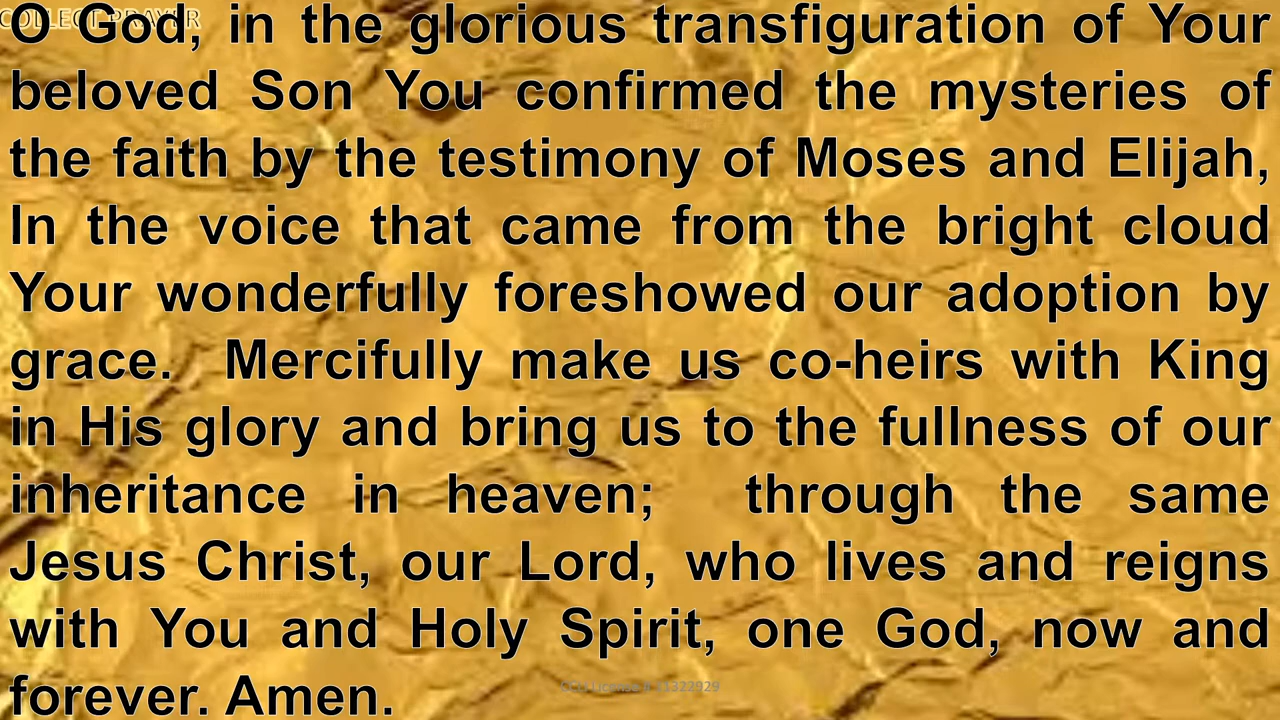 COLLECT PRAYER
O God, in the glorious transfiguration of Your
beloved Son You confirmed the mysteries of
the faith by the testimony of Moses and Elijah,
In the voice that came from the bright cloud
Your wonderfully foreshowed our adoption by
grace. Mercifully make us co-heirs with King
in His glory and bring us to the fullness of our
inheritance in heaven; through the same
Jesus Christ, our Lord, who lives and reigns
with You and Holy Spirit, one God, now and
forever. Amen.
License # 11322929